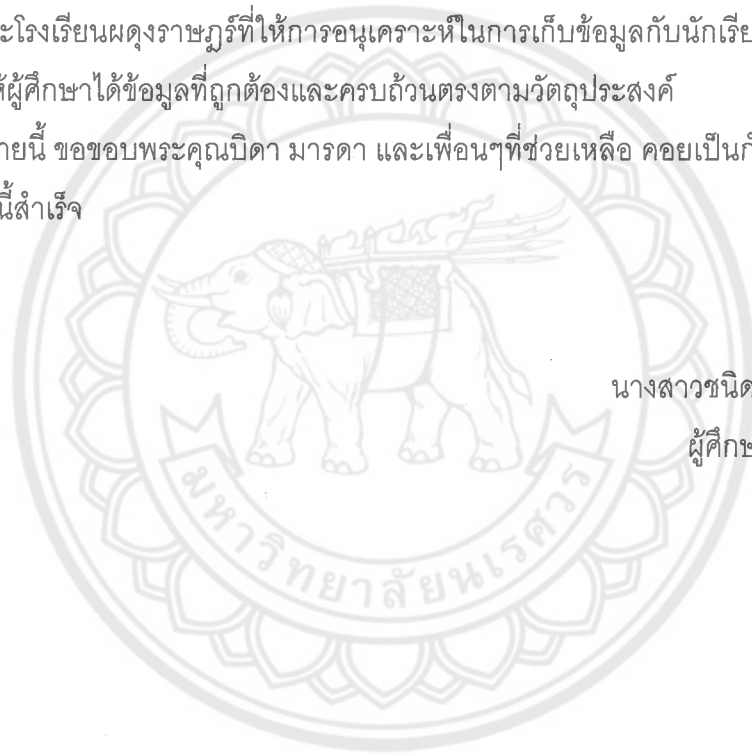 ะโรงเรียนผดุงราษฎร์ที่ให้การอนุเคราะห์ในการเก็บข้อมูลกับนักเรีย
ห้ผู้ศึกษาได้ข้อมูลที่ถูกต้องและครบถ้วนตรงตามวัตถุประสงค์
ายนี้ ขอขอบพระคุณบิดา มารดา และเพื่อนๆที่ช่วยเหลือ คอยเป็นกํ
นี้สำเร็จ
นางสาวชนิด
ผู้ศึกษ
มหาวิทยาลัยนเรศวร